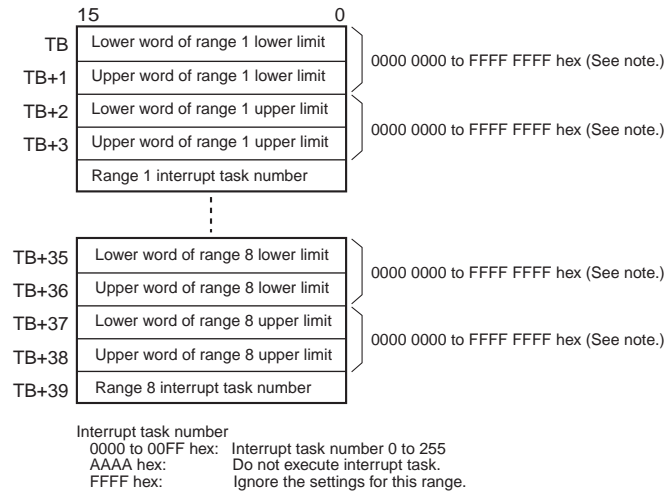 15 0
TB Lower word of range 1 lower limit
0000 0000 to FFFF FFFF hex (See note.)
TB+1 Upper word of range 1 lower limit
TB+2 Lower word of range 1 upper limit
0000 0000 to FFFF FFFF hex (See note.)
TB+3 Upper word of range 1 upper limit
Range 1 interrupt task number
TB+35 Lower word of range 8 lower limit
0000 0000 to FFFF FFFF hex (See note.)
TB+36 Upper word of range 8 lower limit
TB+37 Lower word of range 8 upper limit
0000 0000 to FFFF FFFF hex (See note.)
TB+38 Upper word of range 8 upper limit
TB+39 Range 8 interrupt task number
Interrupt task number
0000 to 00FF hex: Interrupt task number 0 to 255
AAAA hex: Do not execute interrupt task.
FFFF hex: Ignore the settings for this range.